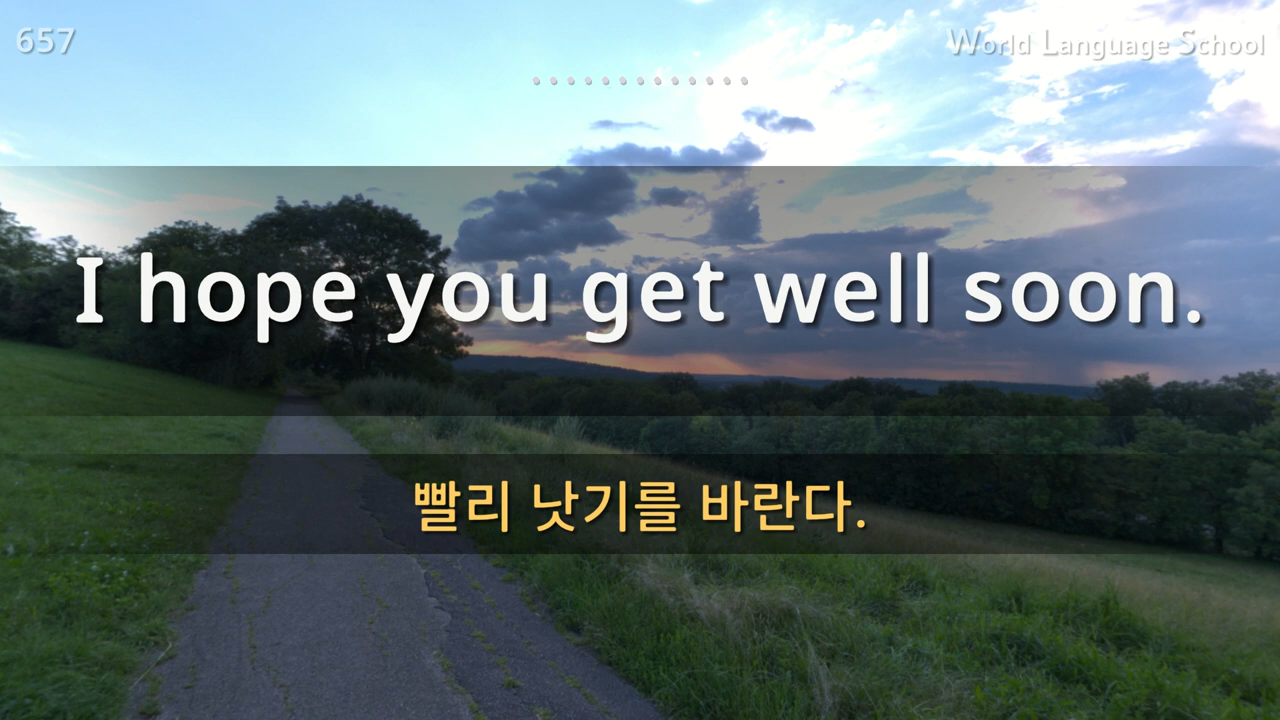 657
World Language School
I hope you get well soon.
빨리 낫기를 바란다.